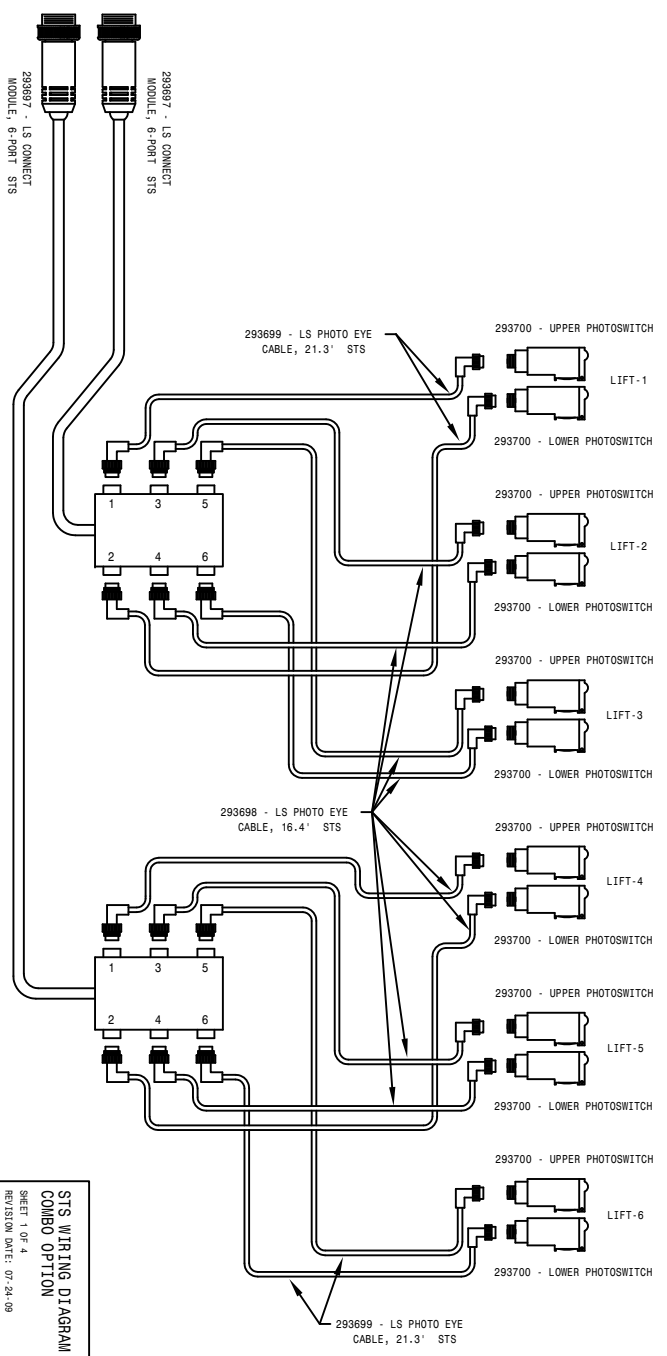 293697 - LS CONNECT
MODULE, 6-PORT  STS
293697 - LS CONNECT
MODULE, 6-PORT  STS
293699 - LS PHOTO EYE
CABLE, 21.3'  STS
293700 - UPPER PHOTOSWITCH
LIFT-1
293700 - LOWER PHOTOSWITCH
1 3 5
2 4 6
293700 - UPPER PHOTOSWITCH
LIFT-2
293700 - LOWER PHOTOSWITCH
293700 - UPPER PHOTOSWITCH
LIFT-3
293700 - LOWER PHOTOSWITCH
293698 - LS PHOTO EYE
CABLE, 16.4'  STS
293700 - UPPER PHOTOSWITCH
LIFT-4
293700 - LOWER PHOTOSWITCH
1 3 5
2 4 6
293700 - UPPER PHOTOSWITCH
LIFT-5
293700 - LOWER PHOTOSWITCH
293700 - UPPER PHOTOSWITCH
LIFT-6
293700 - LOWER PHOTOSWITCH
293699 - LS PHOTO EYE
CABLE, 21.3'  STS
STS WIRING DIAGRAM
COMBO OPTION
SHEET 1 OF 4
REVISION DATE: 07-24-09